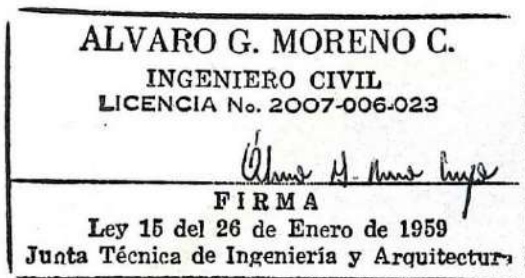 ALVARO G. MORENO C.
INGENIERO CIVIL
LICENCIA No. 2007-006-023
FIRMA
Ley 15 del 26 de Enero de 1959
Junta Técnica de Ingeniería y Arquitectura